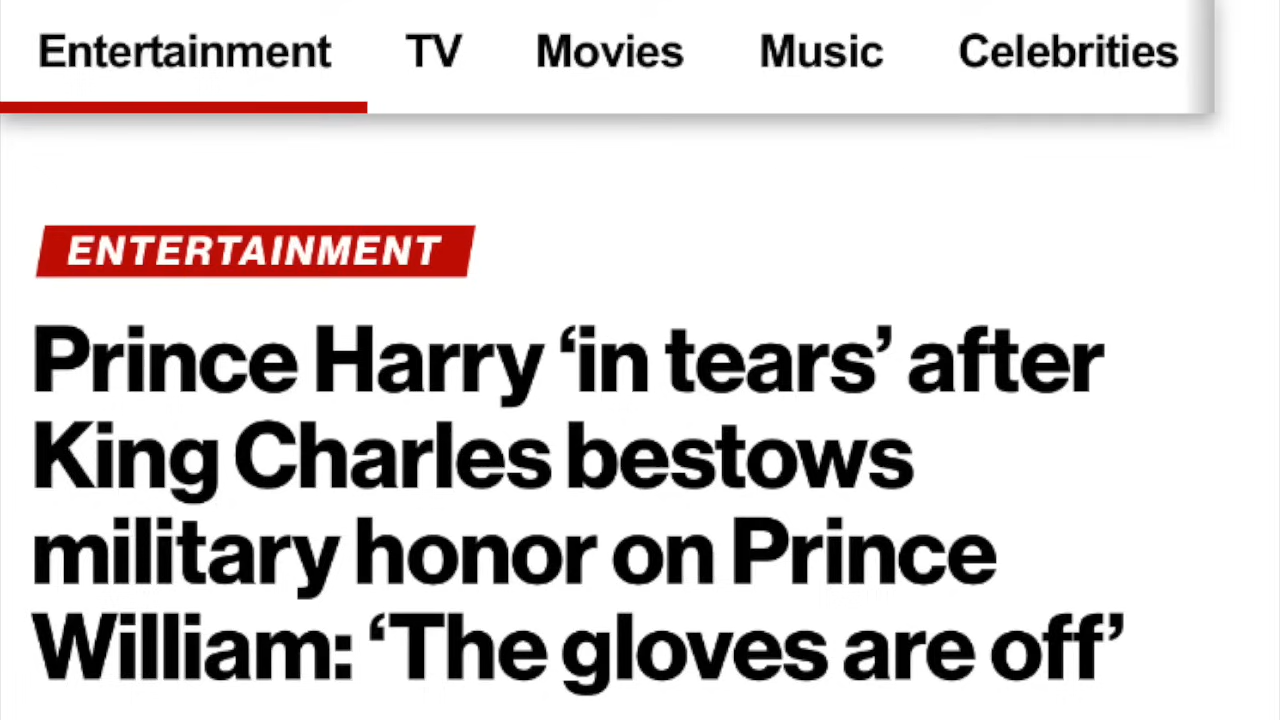 Entertainment TV Movies Music Celebrities
ENTERTAINMENT
Prince Harry ‘in tears’ after
King Charles bestows
military honor on Prince
William: ‘The gloves are off’